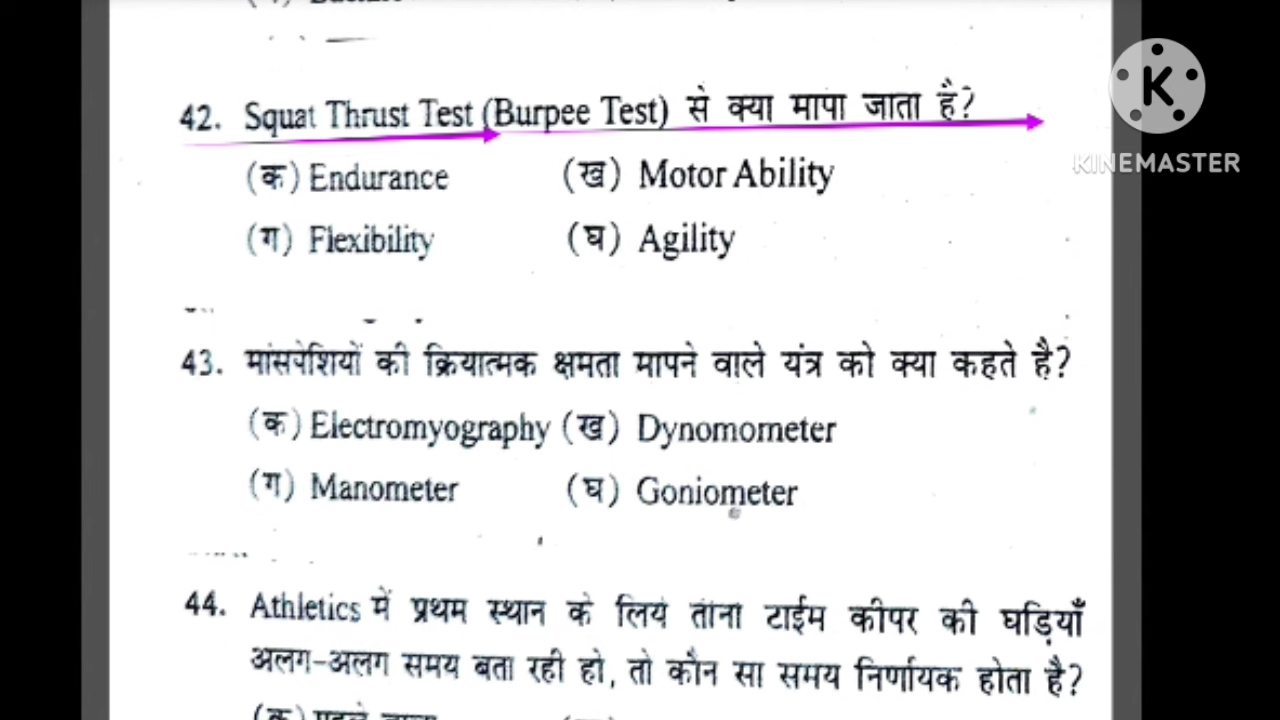 42. Squat Thrust Test (Burpee Test) से क्या मापा जाता है?
(क) Endurance (ख) Motor Ability
(ग) Flexibility (घ) Agility
KINEMASTER
43. मांसपेशियों की क्रियात्मक क्षमता मापने वाले यंत्र को क्या कहते है?
(क) Electromyography (ख) Dynomometer
(ग) Manometer (घ) Goniometer
44. Athletics में प्रथम स्थान के लिये तीनों टाईम कीपर की घड़ियाँ
अलग-अलग समय बता रही हो, तो कौन सा समय निर्णायक होता है?